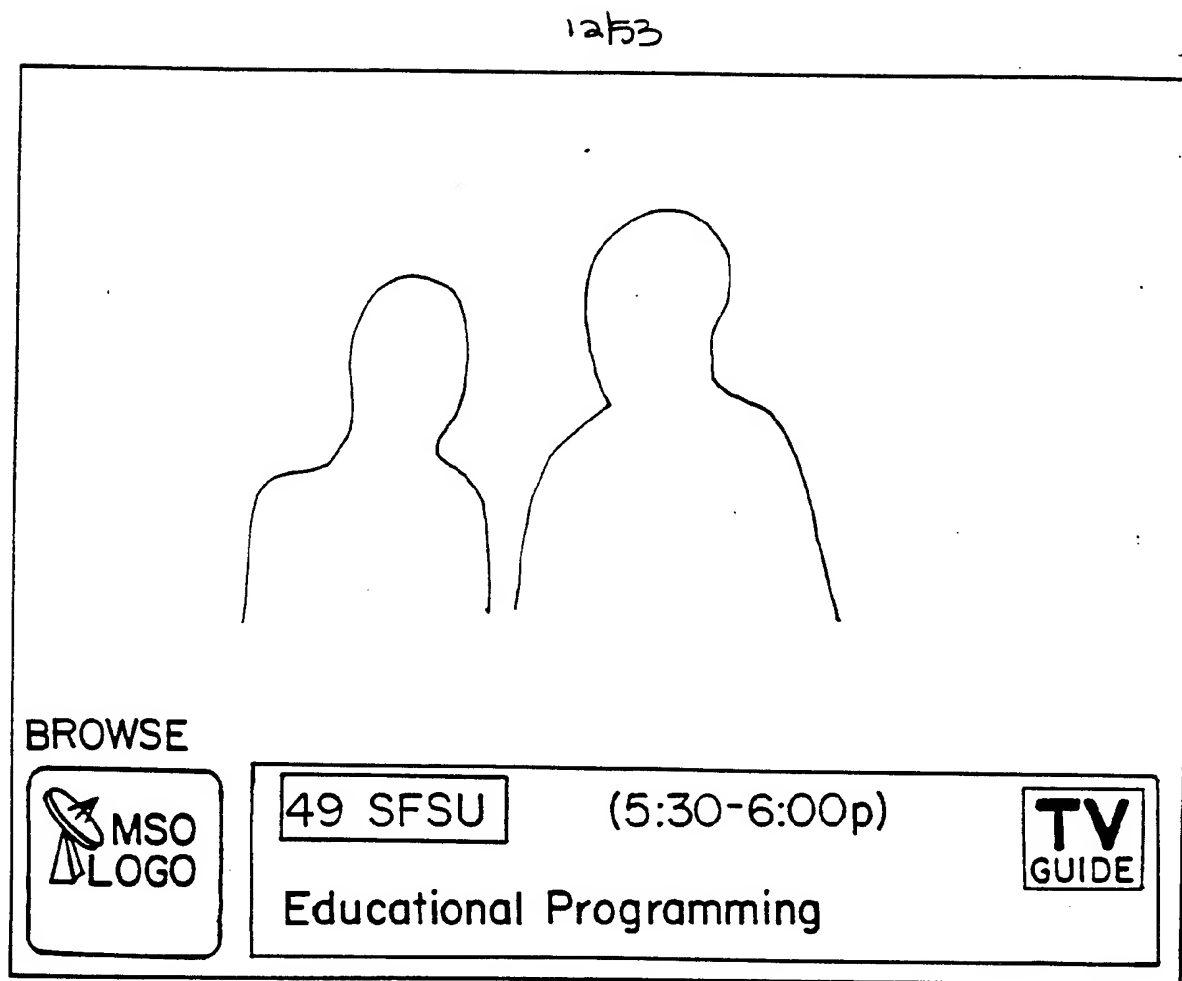 12/53
BROWSE
MSO
LOGO
49 SFSU (5:30-6:00p)
TV
GUIDE
Educational Programming